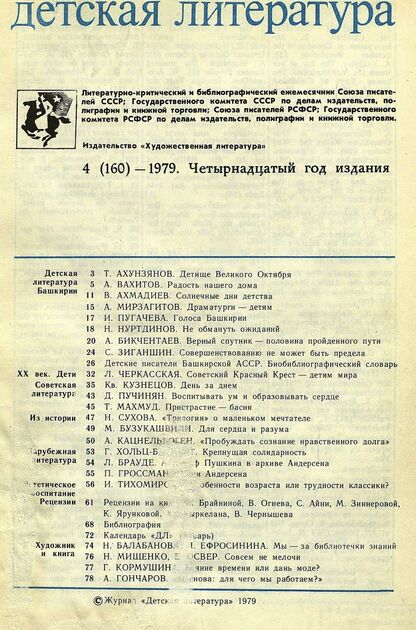 детская литература
Литературно-критический и библиографический ежемесячник Союза писате-
лей СССР; Государственного комитета СССР по делам издательств, по-
лиграфии и книжной торговли; Союза писателей РСФСР; Государственного
комитета РСФСР по делам издательств, полиграфии и книжной торговли.
Издательство «Художественная литература»
4 (160) — 1979. Четырнадцатый год издания
Детская 3 Т. АХУНЗЯНОВ. Детище Великого Октября
литература 5 А. ВАХИТОВ. Радость нашего дома
Башкирии 11 В. АХМАДИЕВ. Солнечные дни детства
15 А. МИРЗАГИТОВ. Драматурги — детям
17 И. ПУГАЧЕВА. Голоса Башкирии
18 Н. НУРТДИНОВ. Не обмануть ожиданий
20 А. БИКЧЕНТАЕВ. Верный спутник — половина пройденного пути
24 С. ЗИГАНШИН. Совершенствованию не может быть предела
26 Детские писатели Башкирской АССР. Биобиблиографический словарь
XX век. Дети 32 Л. ЧЕРКАССКАЯ. Советский Красный Крест — детям мира
Советская 35 Кв. КУЗНЕЦОВ. День за днем
литература 43 Д. ПУЧИНЯН. Воспитывать ум и образовывать сердце
45 Т. МАХМУД. Пристрастие — басня
Из истории 47 Н. СУХОВА. «Трилогия» о маленьком мечтателе
49 М. БУЗУКАШВИЛИ. Для сердца и разума
50 А. «Пробуждать сознание нравственного долга»
Зарубежная 53 Г. Крепнущая солидарность
литература 54 Л. БРАУДЕ. Пушкина в архиве Андерсена
55 П. ГРОССМАН Андерсен
воспитание 56 И. возраста или трудности классики?
Рецензии 61 Рецензии на Брайниной, В. Огнева, С. Айни, М. Зиннеровой,
К. Ярунковой, В. Чернышева
68 Библиография
72 Календарь «ДЛ»
Художник 74 Н. БАЛАБАНОВА ЕФРОСИНИНА. Мы — за библиотечки знаний
и книга 76 Н. МИЩЕНКО, Совсем не мелочи
77 Г. КОРМУШИН. времени или дань моде?
78 А. ГОНЧАРОВ. для чего мы работаем?»
© Журнал «Детская литература» 1979